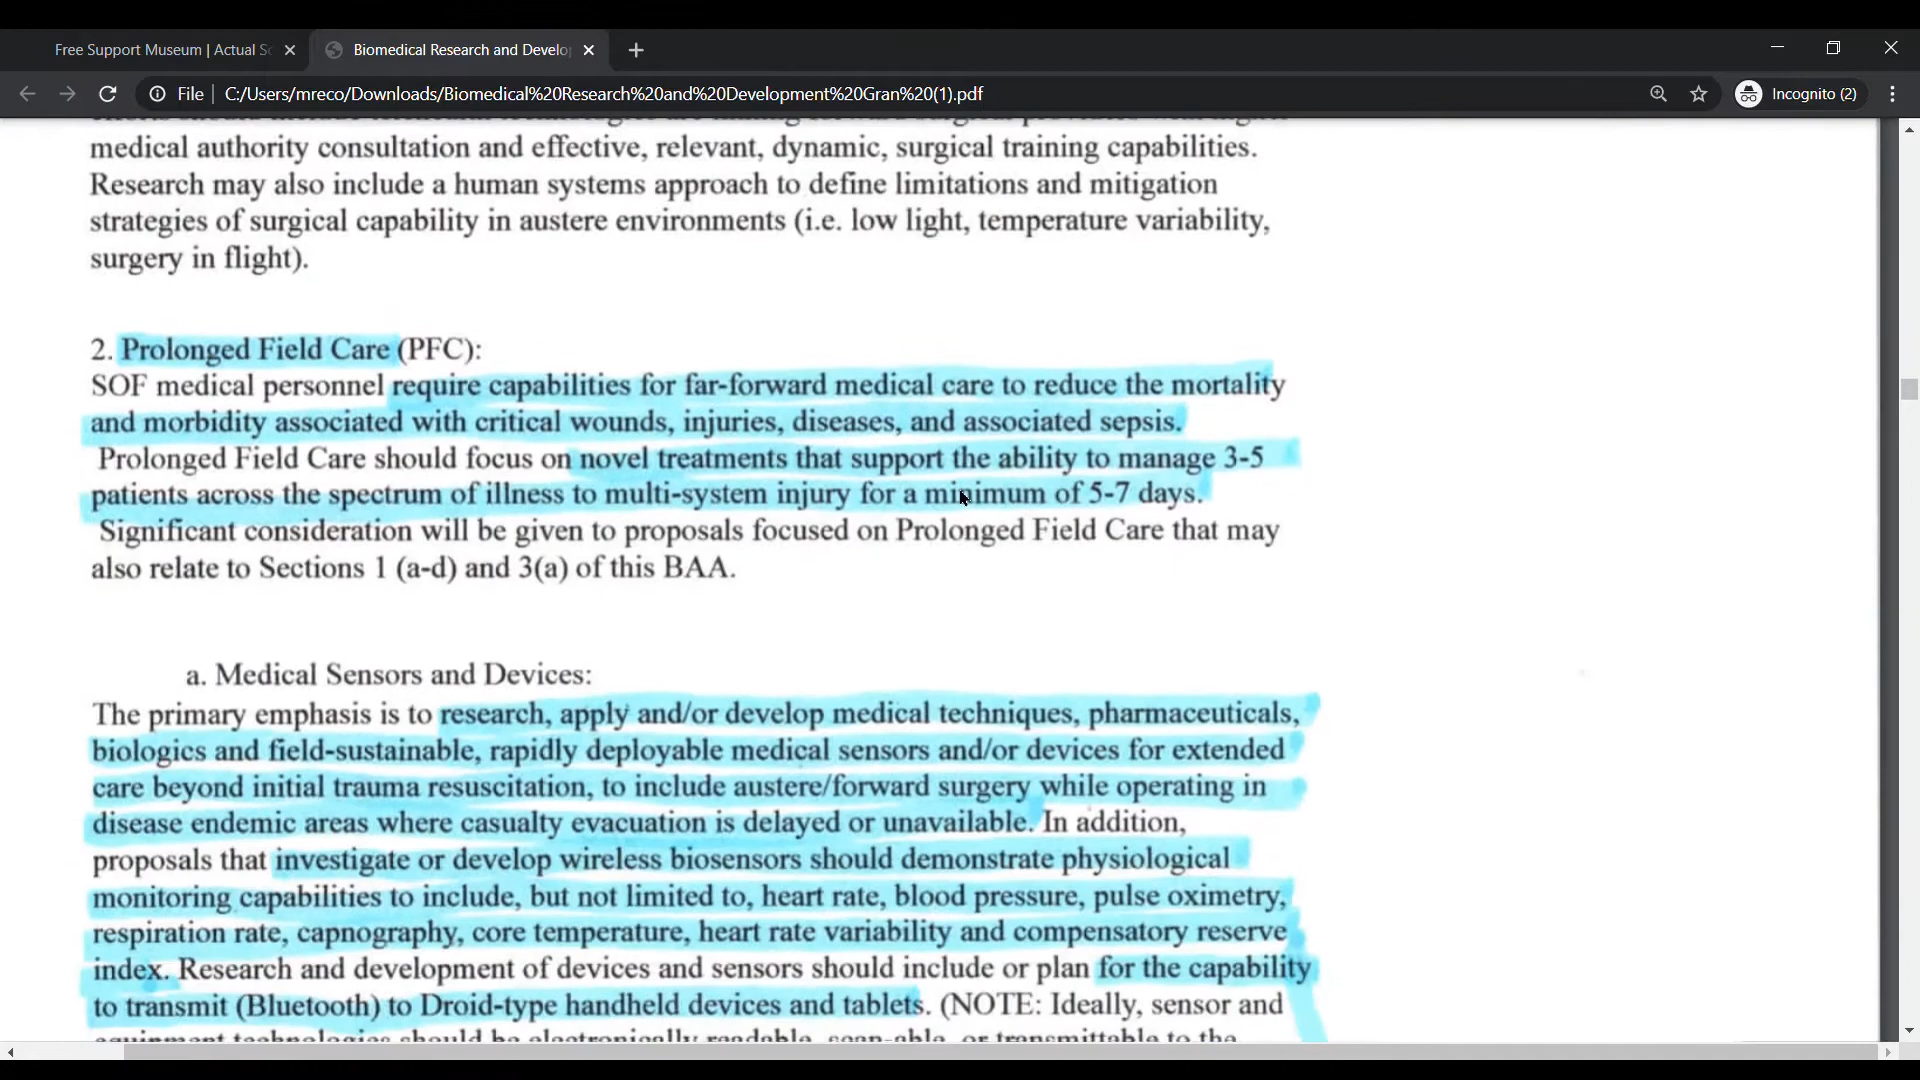 Free Support Museum | Actual S
Biomedical Research and Develo
File
C:/Users/mreco/Downloads/Biomedical%20Research%20and%20Development%20Gran%20(1).pdf
Incognito (2)
medical authority consultation and effective, relevant, dynamic, surgical training capabilities.
Research may also include a human systems approach to define limitations and mitigation
strategies of surgical capability in austere environments (i.e. low light, temperature variability,
surgery in flight).
2. Prolonged Field Care (PFC):
SOF medical personnel require capabilities for far-forward medical care to reduce the mortality
and morbidity associated with critical wounds, injuries, diseases, and associated sepsis.
Prolonged Field Care should focus on novel treatments that support the ability to manage 3-5
patients across the spectrum of illness to multi-system injury for a minimum of 5-7 days.
Significant consideration will be given to proposals focused on Prolonged Field Care that may
also relate to Sections 1 (a-d) and 3(a) of this BAA.
a. Medical Sensors and Devices:
The primary emphasis is to research, apply and/or develop medical techniques, pharmaceuticals,
biologics and field-sustainable, rapidly deployable medical sensors and/or devices for extended
care beyond initial trauma resuscitation, to include austere/forward surgery while operating in
disease endemic areas where casualty evacuation is delayed or unavailable. In addition,
proposals that investigate or develop wireless biosensors should demonstrate physiological
monitoring capabilities to include, but not limited to, heart rate, blood pressure, pulse oximetry,
respiration rate, capnography, core temperature, heart rate variability and compensatory reserve
index. Research and development of devices and sensors should include or plan for the capability
to transmit (Bluetooth) to Droid-type handheld devices and tablets. (NOTE: Ideally, sensor and
equipment technologies should be electronically readable, scan-able, or transmittable to the